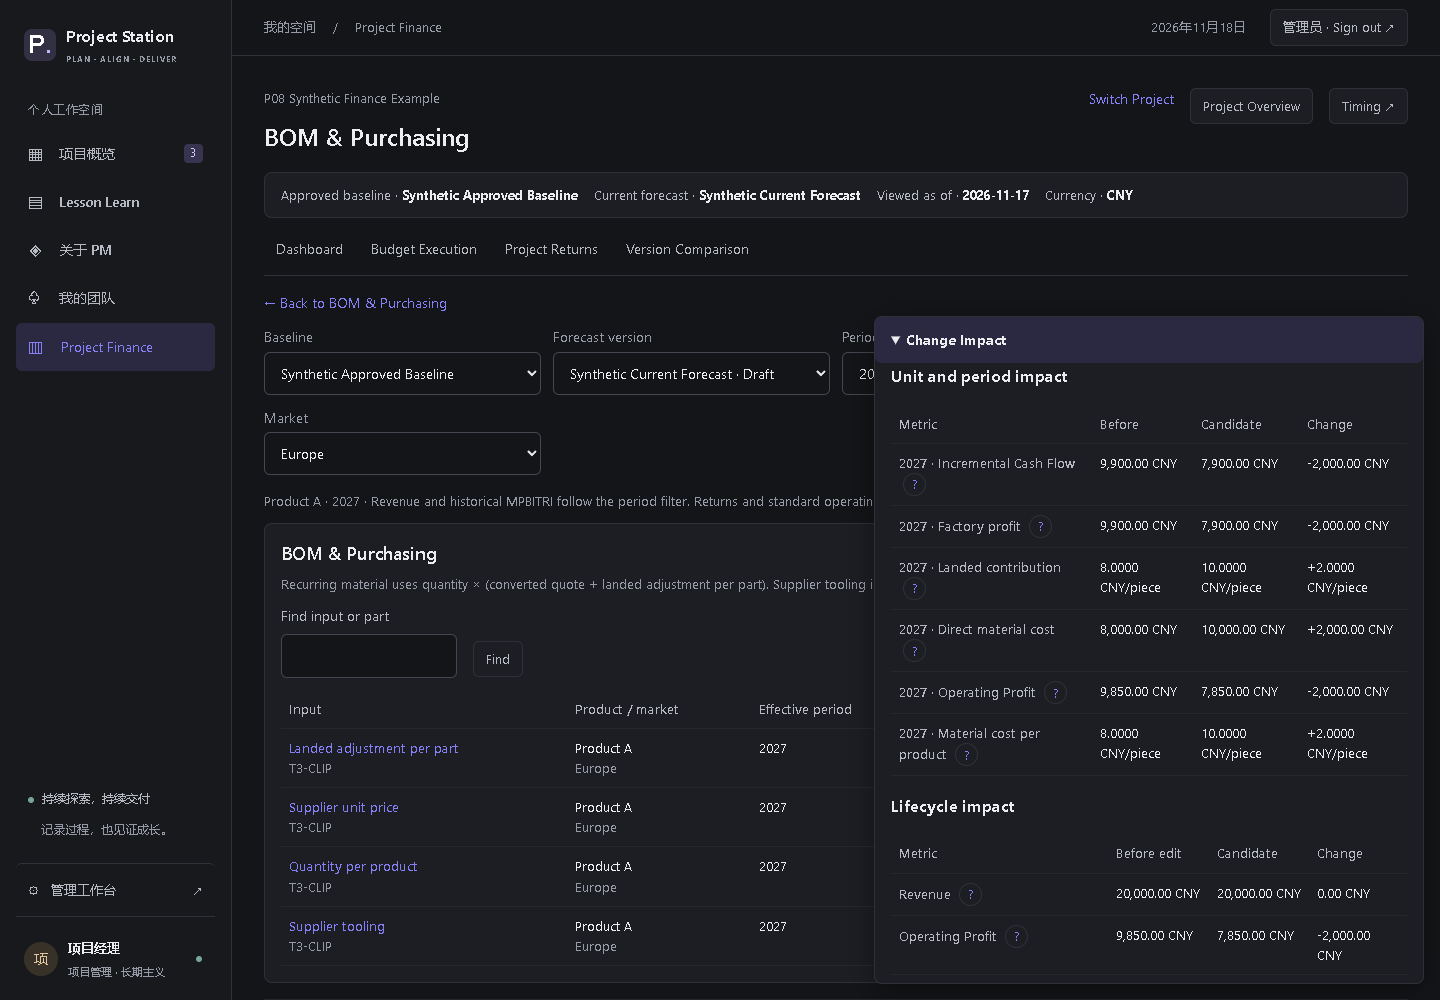 P.
Project Station
PLAN · ALIGN · DELIVER
个人工作空间
项目概览 3
Lesson Learn
关于 PM
我的团队
Project Finance
持续探索，持续交付
记录过程，也见证成长。
管理工作台 ↗
项
项目经理
项目管理 · 长期主义
我的空间 / Project Finance
2026年11月18日
管理员 · Sign out ↗
P08 Synthetic Finance Example
BOM & Purchasing
Switch Project
Project Overview
Timing ↗
Approved baseline · Synthetic Approved Baseline Current forecast · Synthetic Current Forecast Viewed as of · 2026-11-17 Currency · CNY
Dashboard Budget Execution Project Returns Version Comparison
← Back to BOM & Purchasing
Baseline
Synthetic Approved Baseline
Forecast version
Synthetic Current Forecast · Draft
Market
Europe
Product A · 2027 · Revenue and historical MPBITRI follow the period filter. Returns and standard
BOM & Purchasing
Recurring material uses quantity × (converted quote + landed adjustment per part). Supplier tooling
Find input or part
Find
Input Product / market Effective period
Landed adjustment per part Product A 2027
T3-CLIP Europe
Supplier unit price Product A 2027
T3-CLIP Europe
Quantity per product Product A 2027
T3-CLIP Europe
Supplier tooling Product A 2027
T3-CLIP Europe
▼ Change Impact
Unit and period impact
Metric Before Candidate Change
2027 · Incremental Cash Flow ? 9,900.00 CNY 7,900.00 CNY -2,000.00 CNY
2027 · Factory profit ? 9,900.00 CNY 7,900.00 CNY -2,000.00 CNY
2027 · Landed contribution ? 8.0000 CNY/piece 10.0000 CNY/piece +2.0000 CNY/piece
2027 · Direct material cost ? 8,000.00 CNY 10,000.00 CNY +2,000.00 CNY
2027 · Operating Profit ? 9,850.00 CNY 7,850.00 CNY -2,000.00 CNY
2027 · Material cost per product ? 8.0000 CNY/piece 10.0000 CNY/piece +2.0000 CNY/piece
Lifecycle impact
Metric Before edit Candidate Change
Revenue ? 20,000.00 CNY 20,000.00 CNY 0.00 CNY
Operating Profit ? 9,850.00 CNY 7,850.00 CNY -2,000.00 CNY